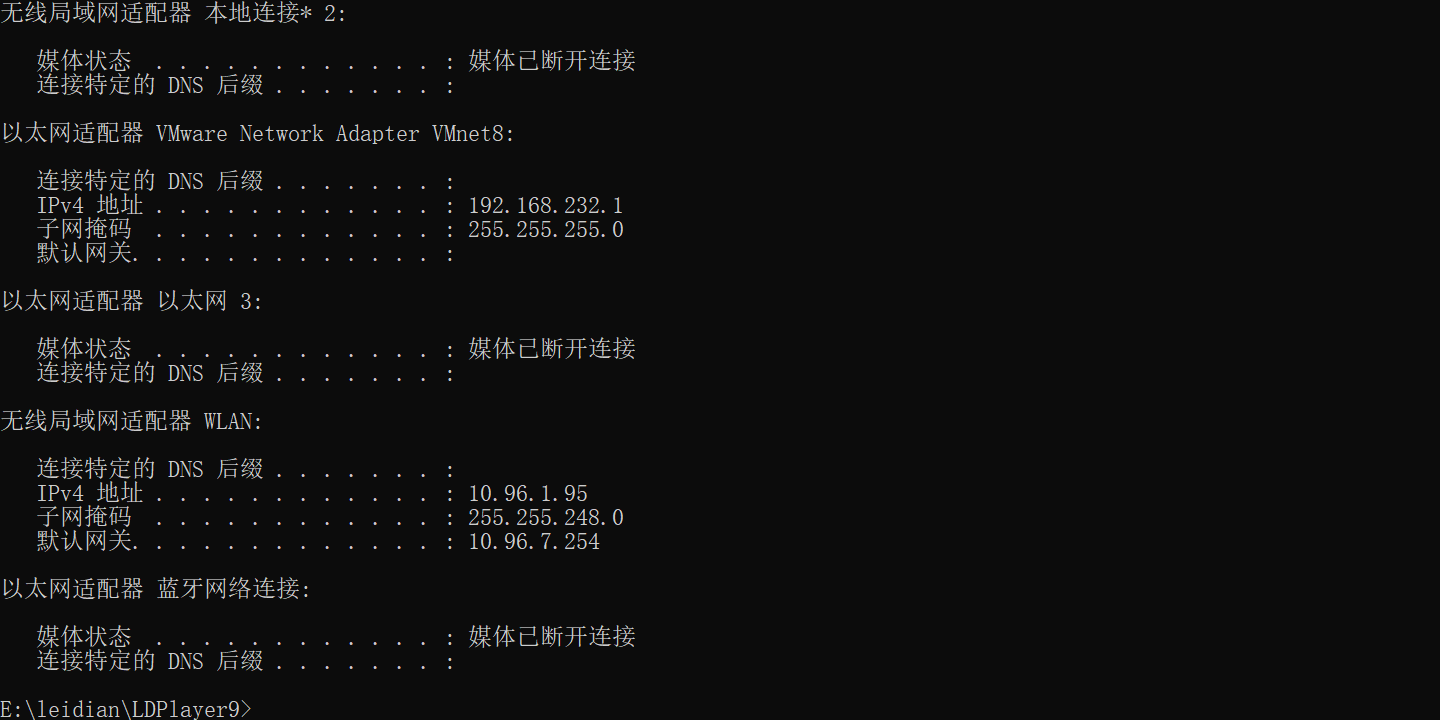 无线局域网适配器 本地连接* 2:
媒体状态  . . . . . . . . . . . . : 媒体已断开连接
连接特定的 DNS 后缀 . . . . . . . :
以太网适配器 VMware Network Adapter VMnet8:
连接特定的 DNS 后缀 . . . . . . . :
IPv4 地址 . . . . . . . . . . . . : 192.168.232.1
子网掩码  . . . . . . . . . . . . : 255.255.255.0
默认网关. . . . . . . . . . . . . :
以太网适配器 以太网 3:
媒体状态  . . . . . . . . . . . . : 媒体已断开连接
连接特定的 DNS 后缀 . . . . . . . :
无线局域网适配器 WLAN:
连接特定的 DNS 后缀 . . . . . . . :
IPv4 地址 . . . . . . . . . . . . : 10.96.1.95
子网掩码  . . . . . . . . . . . . : 255.255.248.0
默认网关. . . . . . . . . . . . . : 10.96.7.254
以太网适配器 蓝牙网络连接:
媒体状态  . . . . . . . . . . . . : 媒体已断开连接
连接特定的 DNS 后缀 . . . . . . . :
E:\leidian\LDPlayer9>